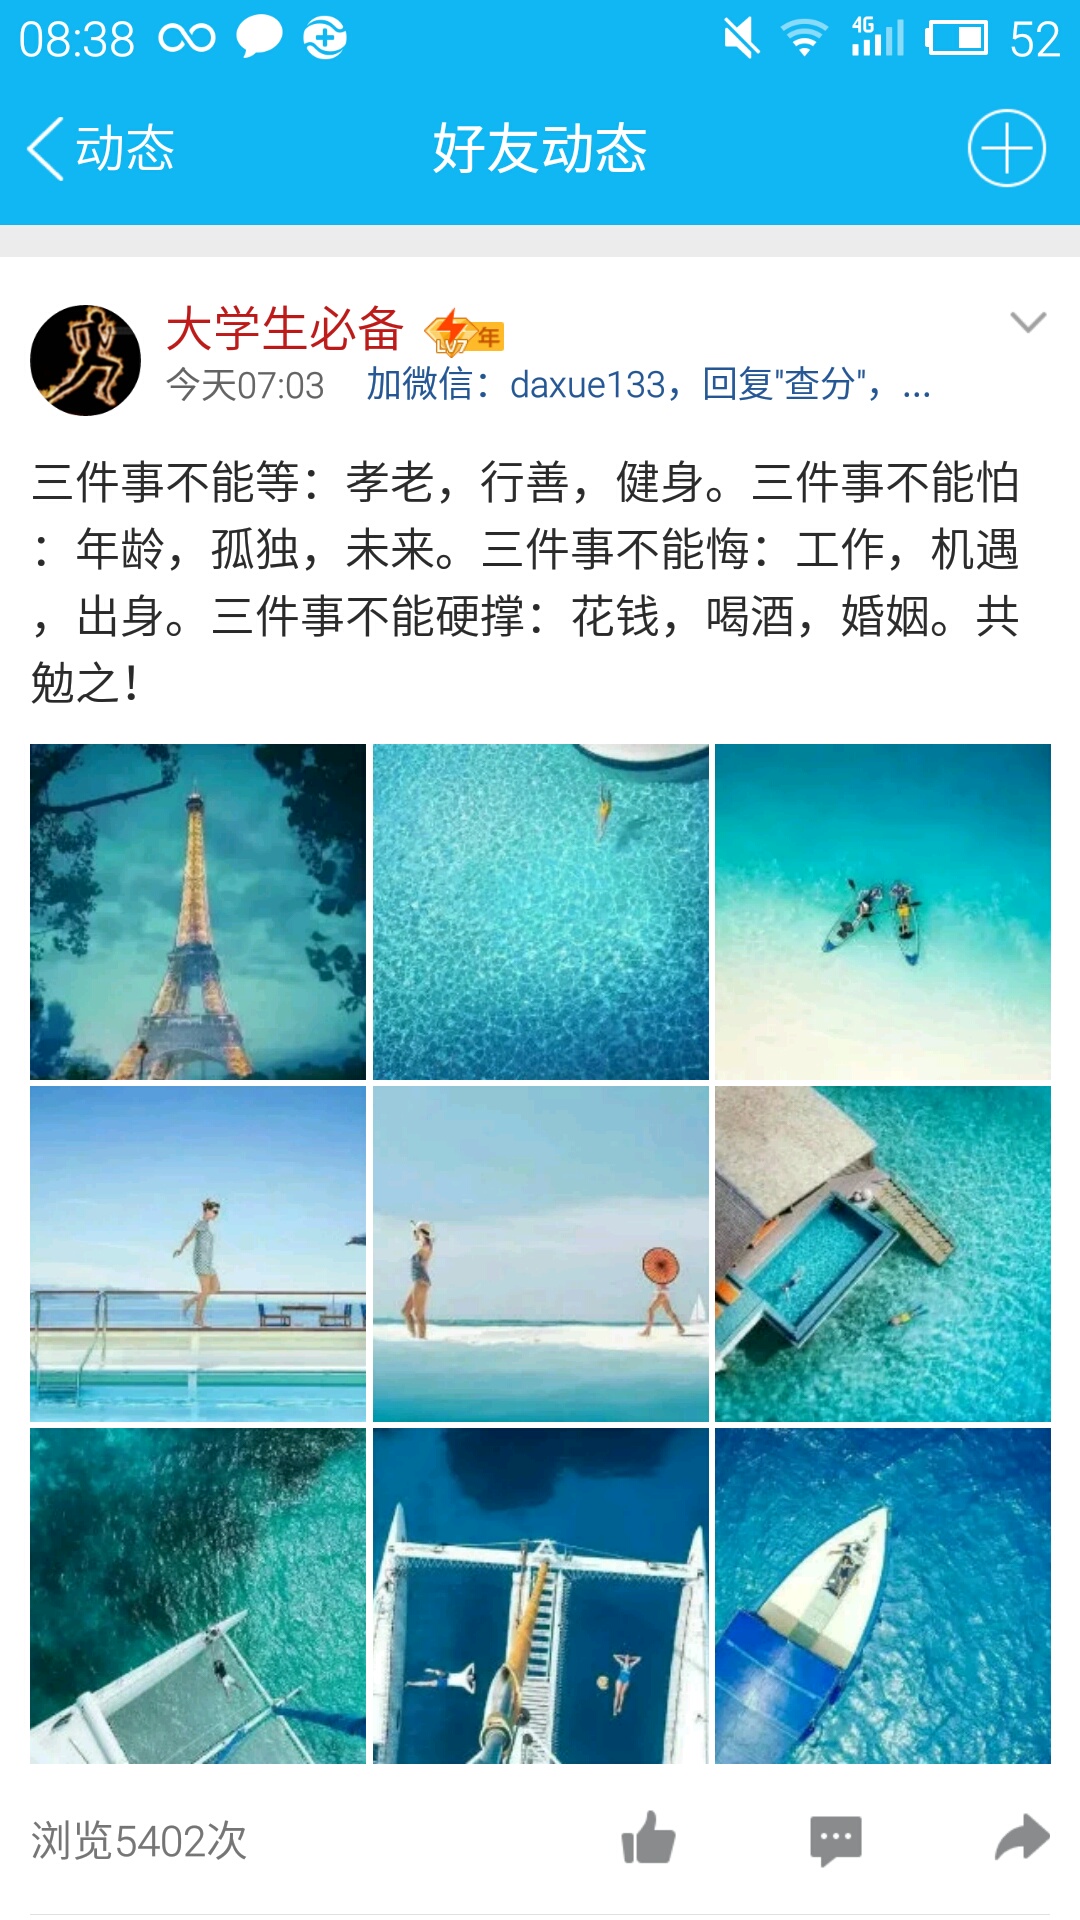 08:38 4G 52
动态 好友动态
大学生必备 LV7 年
今天07:03 加微信：daxue133，回复"查分"，...
三件事不能等：孝老，行善，健身。三件事不能怕
：年龄，孤独，未来。三件事不能悔：工作，机遇
，出身。三件事不能硬撑：花钱，喝酒，婚姻。共
勉之！
浏览5402次